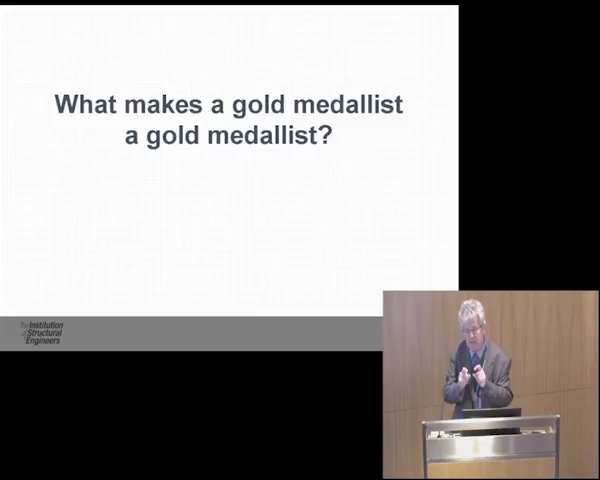 What makes a gold medallist
a gold medallist?
The Institution
of Structural
Engineers